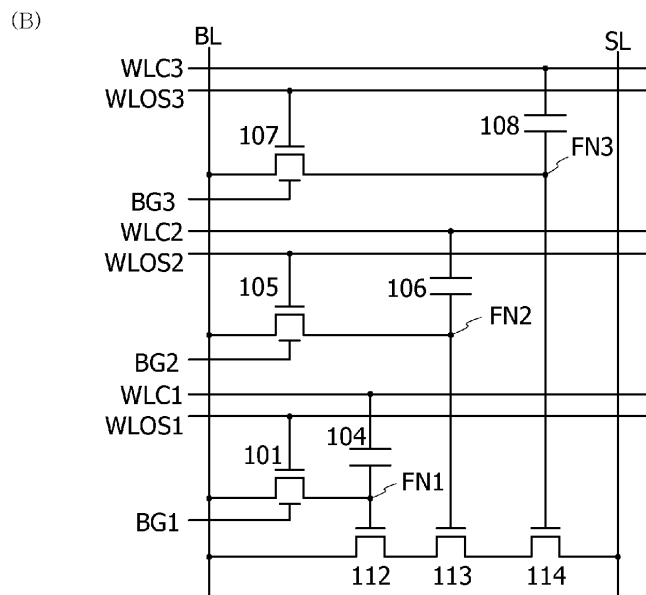 (B)
BL
SL
WLC3
WLOS3
107
108
FN3
BG3
WLC2
WLOS2
105
106
FN2
BG2
WLC1
WLOS1
104
101
FN1
BG1
112
113
114